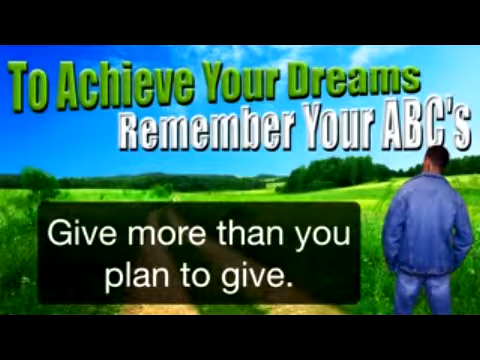 To Achieve Your Dreams
Remember Your ABC's
Give more than you
plan to give.